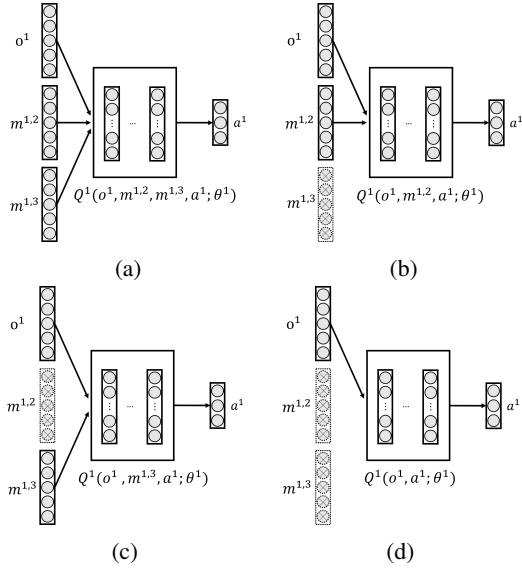 o¹
m¹,²
m¹,³
...
a¹
Q¹(o¹, m¹,², m¹,³, a¹; θ¹)
(a)
o¹
m¹,²
m¹,³
...
a¹
Q¹(o¹, m¹,², a¹; θ¹)
(b)
o¹
m¹,²
m¹,³
...
a¹
Q¹(o¹, m¹,³, a¹; θ¹)
(c)
o¹
m¹,²
m¹,³
...
a¹
Q¹(o¹, a¹; θ¹)
(d)